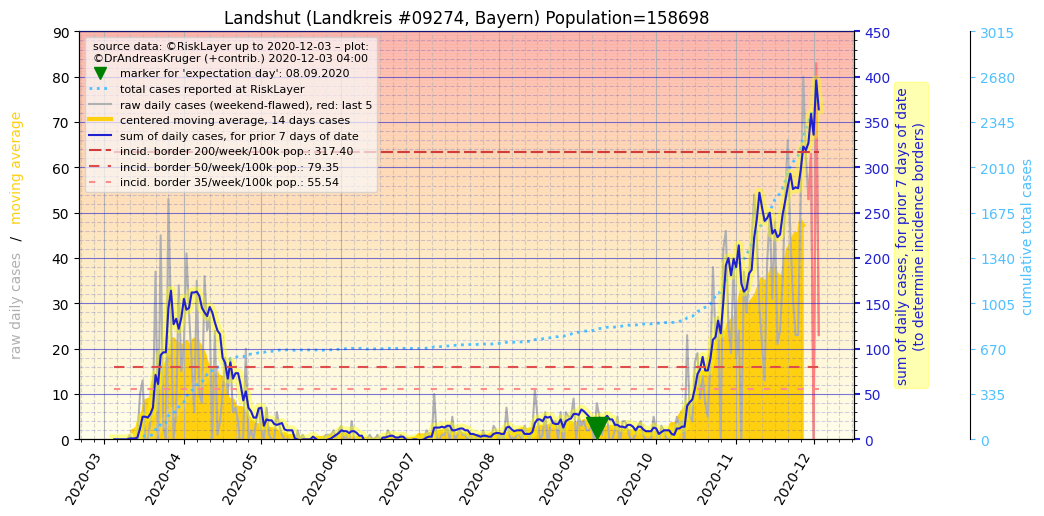 Landshut (Landkreis #09274, Bayern) Population=158698
source data: ©RiskLayer up to 2020-12-03 – plot:
©DrAndreasKruger (+contrib.) 2020-12-03 04:00
marker for 'expectation day': 08.09.2020
total cases reported at RiskLayer
raw daily cases (weekend-flawed), red: last 5
centered moving average, 14 days cases
sum of daily cases, for prior 7 days of date
incid. border 200/week/100k pop.: 317.40
incid. border 50/week/100k pop.: 79.35
incid. border 35/week/100k pop.: 55.54
raw daily cases / moving average
90
80
70
60
50
40
30
20
10
0
450
400
350
300
250
200
150
100
50
0
sum of daily cases, for prior 7 days of date
(to determine incidence borders)
3015
2680
2345
2010
1675
1340
1005
670
335
0
cumulative total cases
2020-03
2020-04
2020-05
2020-06
2020-07
2020-08
2020-09
2020-10
2020-11
2020-12